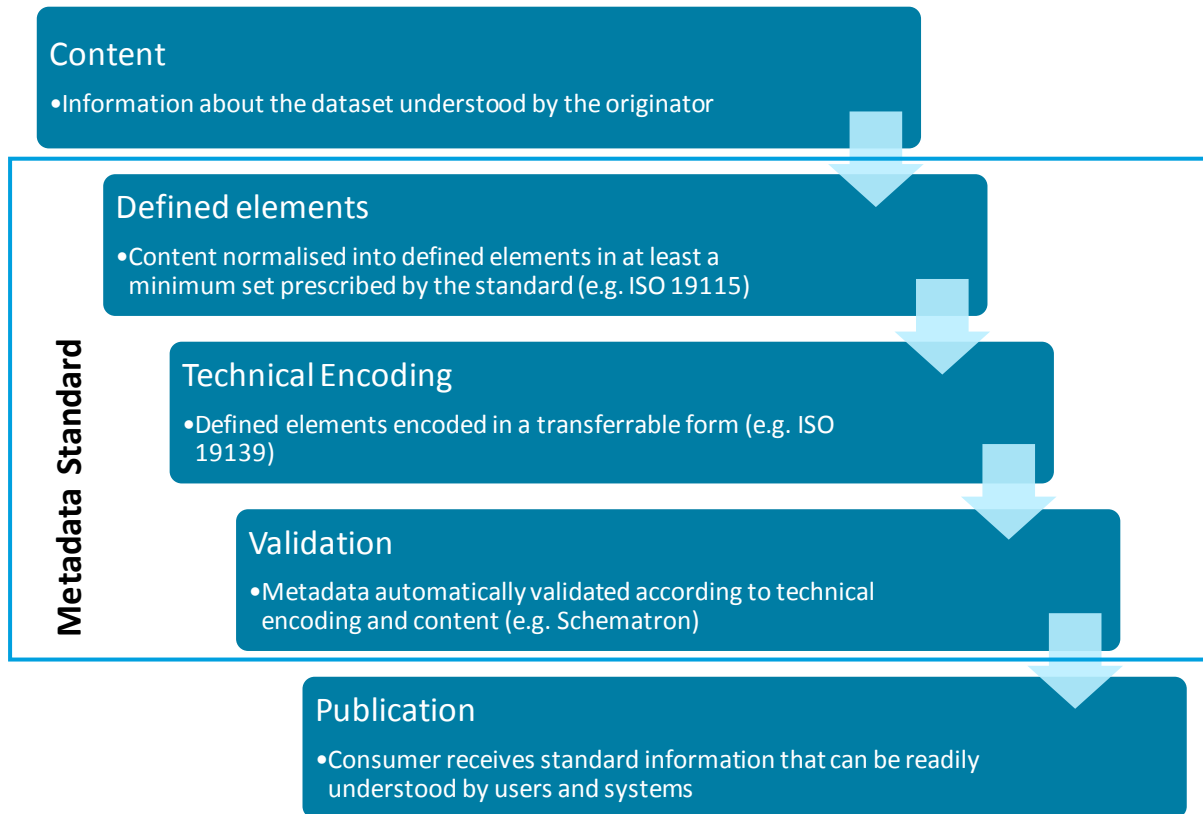 Content
•Information about the dataset understood by the originator
Defined elements
•Content normalised into defined elements in at least a
minimum set prescribed by the standard (e.g. ISO 19115)
Metadata Standard
Technical Encoding
•Defined elements encoded in a transferrable form (e.g. ISO
19139)
Validation
•Metadata automatically validated according to technical
encoding and content (e.g. Schematron)
Publication
•Consumer receives standard information that can be readily
understood by users and systems